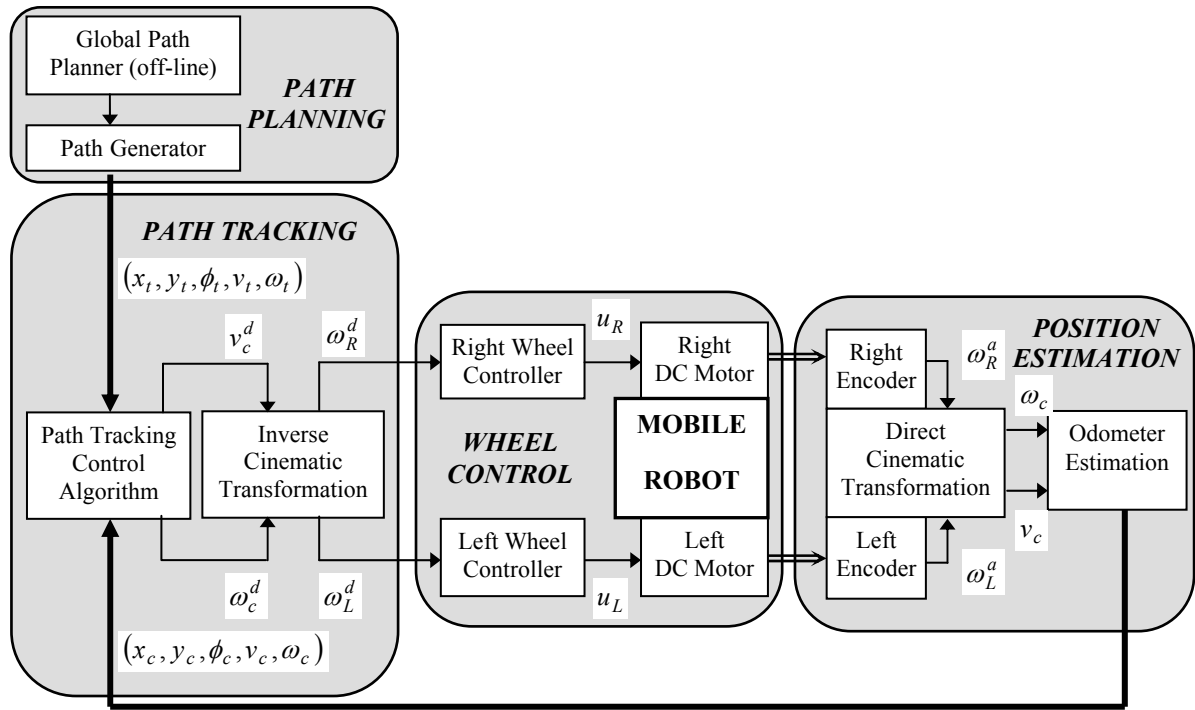 Global Path
Planner (off-line)
PATH
PLANNING
Path Generator
PATH TRACKING
(x_t, y_t, ϕ_t, v_t, ω_t)
v_c^d
ω_R^d
Path Tracking
Control
Algorithm
Inverse
Cinematic
Transformation
ω_c^d
ω_L^d
(x_c, y_c, ϕ_c, v_c, ω_c)
u_R
Right Wheel
Controller
Right
DC Motor
WHEEL
CONTROL
MOBILE
ROBOT
Left Wheel
Controller
Left
DC Motor
u_L
POSITION
ESTIMATION
Right
Encoder
ω_R^a
ω_c
Direct
Cinematic
Transformation
Odometer
Estimation
v_c
Left
Encoder
ω_L^a